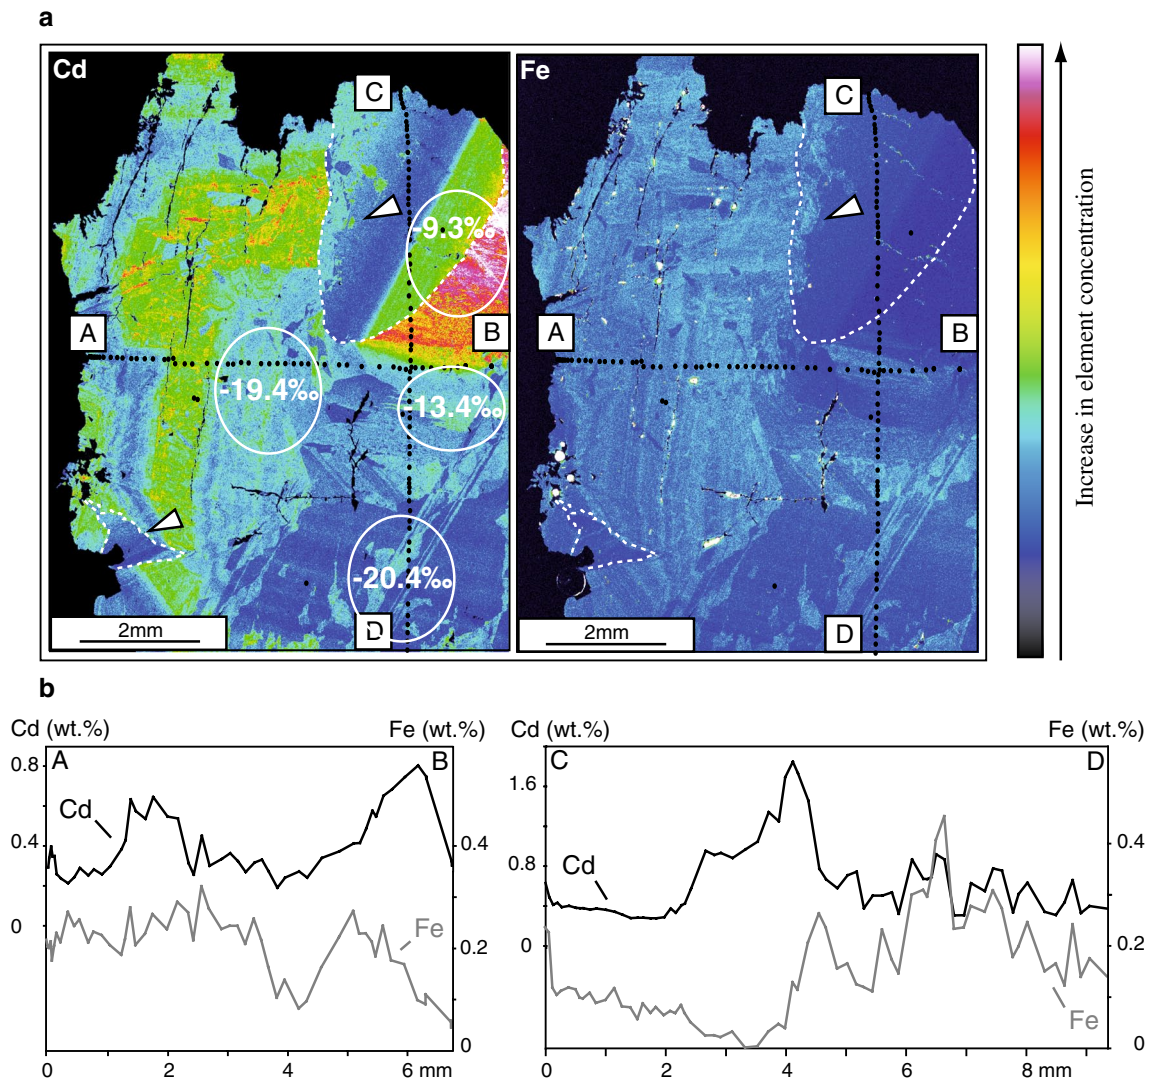 a
Cd
C
-9.3‰
A
B
-19.4‰
-13.4‰
-20.4‰
D
2mm
Fe
C
A
B
D
2mm
Increase in element concentration
b
Cd (wt.%)
Fe (wt.%)
A
B
Cd
Fe
0.8
0.4
0
0.4
0.2
0
0
2
4
6 mm
Cd (wt.%)
Fe (wt.%)
C
D
Cd
Fe
1.6
0.8
0
0.4
0.2
0
0
2
4
6
8 mm